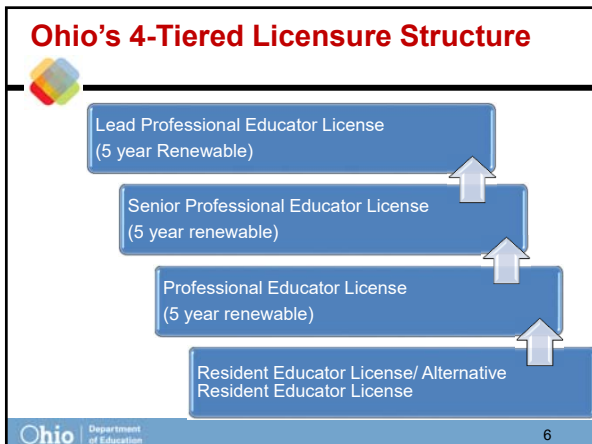 Ohio's 4-Tiered Licensure Structure
Lead Professional Educator License
(5 year Renewable)
Senior Professional Educator License
(5 year renewable)
Professional Educator License
(5 year renewable)
Resident Educator License/ Alternative
Resident Educator License
Ohio Department
of Education
6